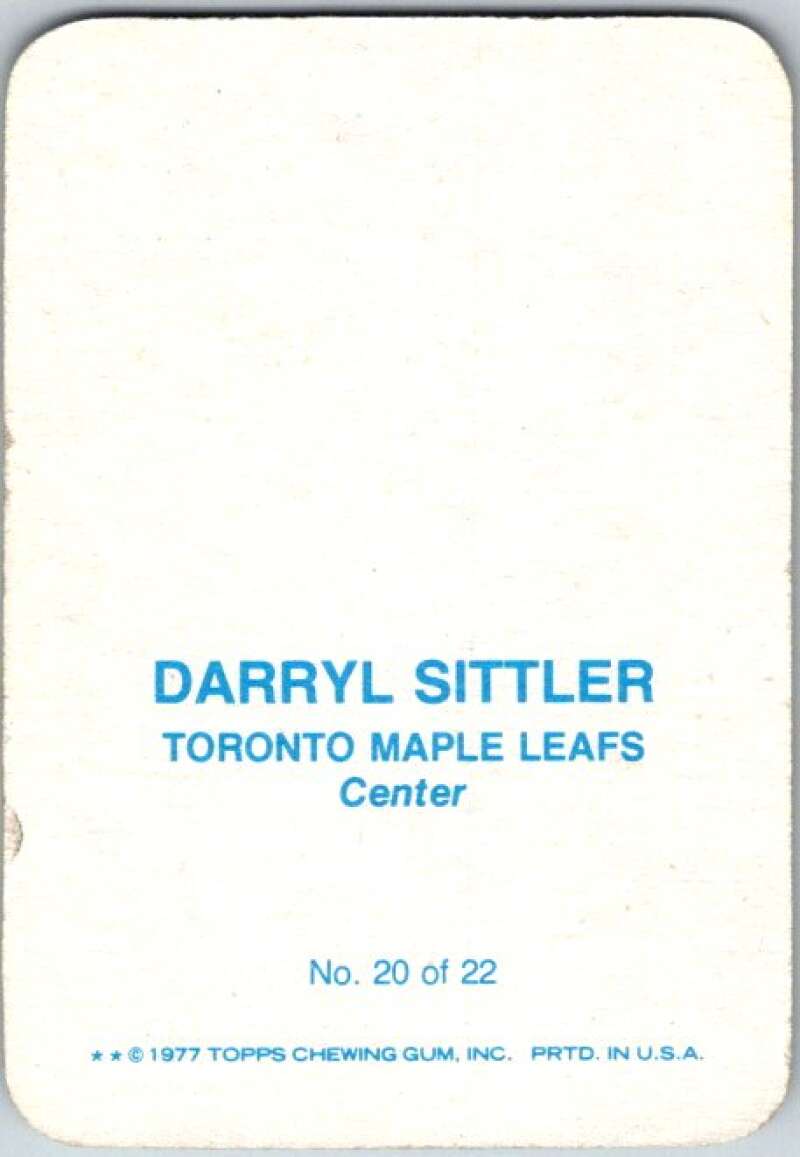 DARRYL SITTLER
TORONTO MAPLE LEAFS
Center
No. 20 of 22
★ ★ © 1977 TOPPS CHEWING GUM, INC. PRTD. IN U.S.A.